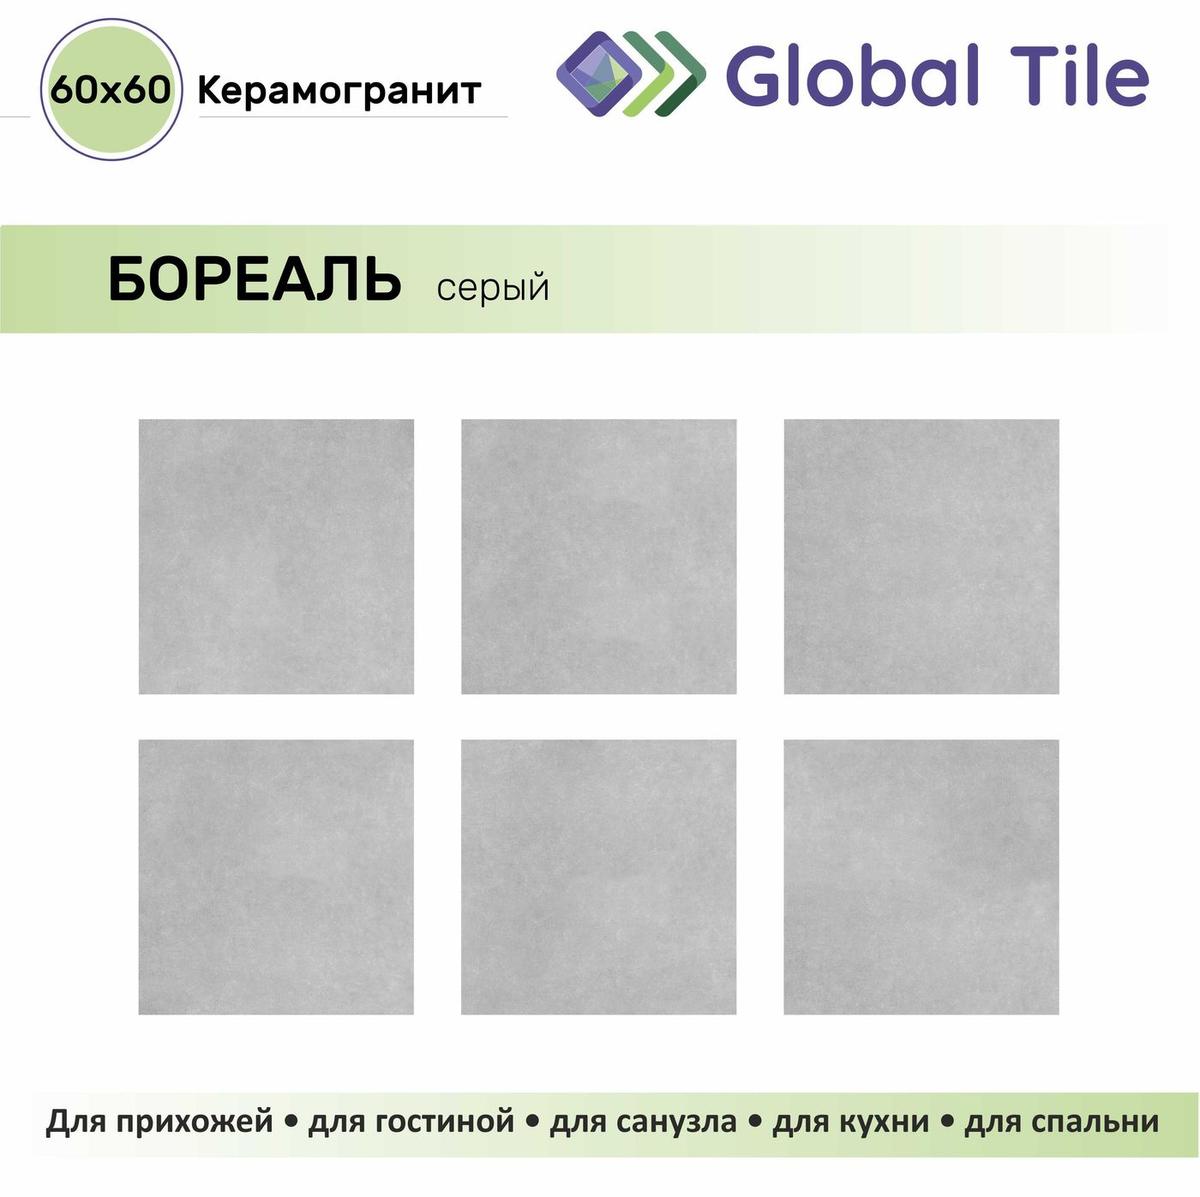 60x60 Керамогранит
Global Tile
БОРЕАЛЬ серый
Для прихожей • для гостиной • для санузла • для кухни • для спальни